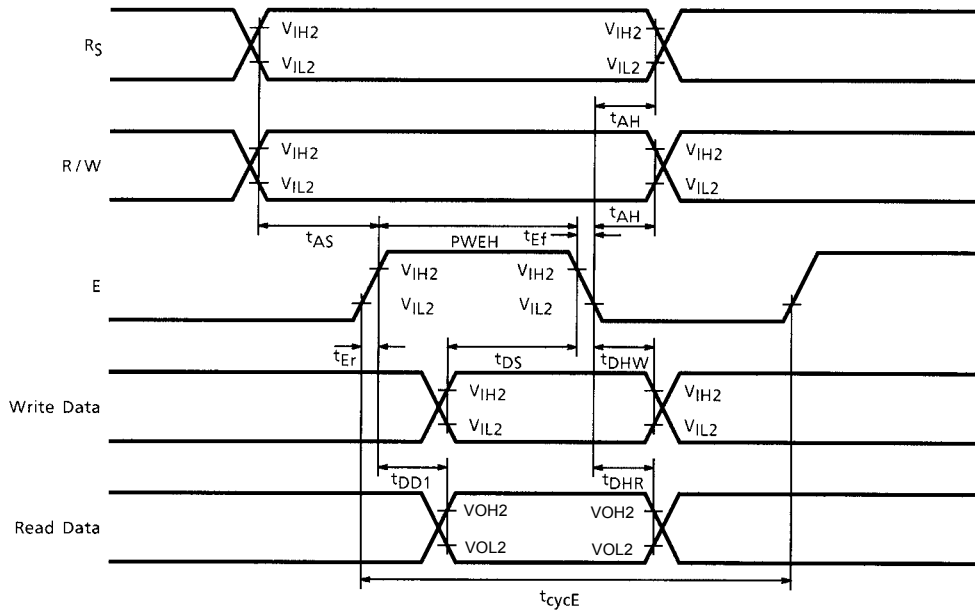 RS
VIH2 VIH2
VIL2 VIL2
tAH
R/W
VIH2 VIH2
VIL2 VIL2
tAH
tAS PWEH tEf
E
VIH2 VIH2
VIL2 VIL2
tEr tDS tDHW
Write Data
VIH2 VIH2
VIL2 VIL2
tDD1 tDHR
Read Data
VOH2 VOH2
VOL2 VOL2
tcycE